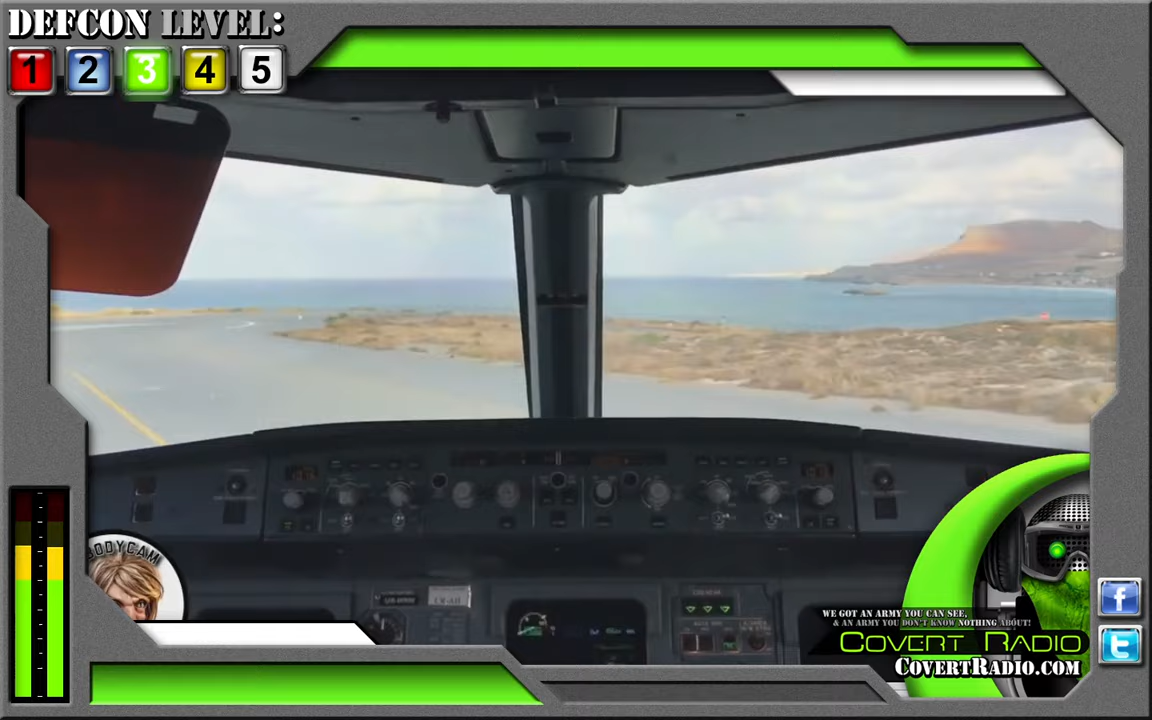 DEFCON LEVEL:
1 2 3 4 5
BODYCAM
WE GOT AN ARMY YOU CAN SEE,
& AN ARMY YOU DON'T KNOW NOTHING ABOUT!
COVERT RADIO
COVERTRADIO.COM
f
t